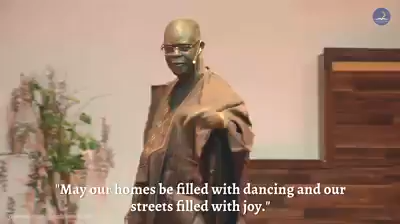 "May our homes be filled with dancing and our
streets filled with joy."